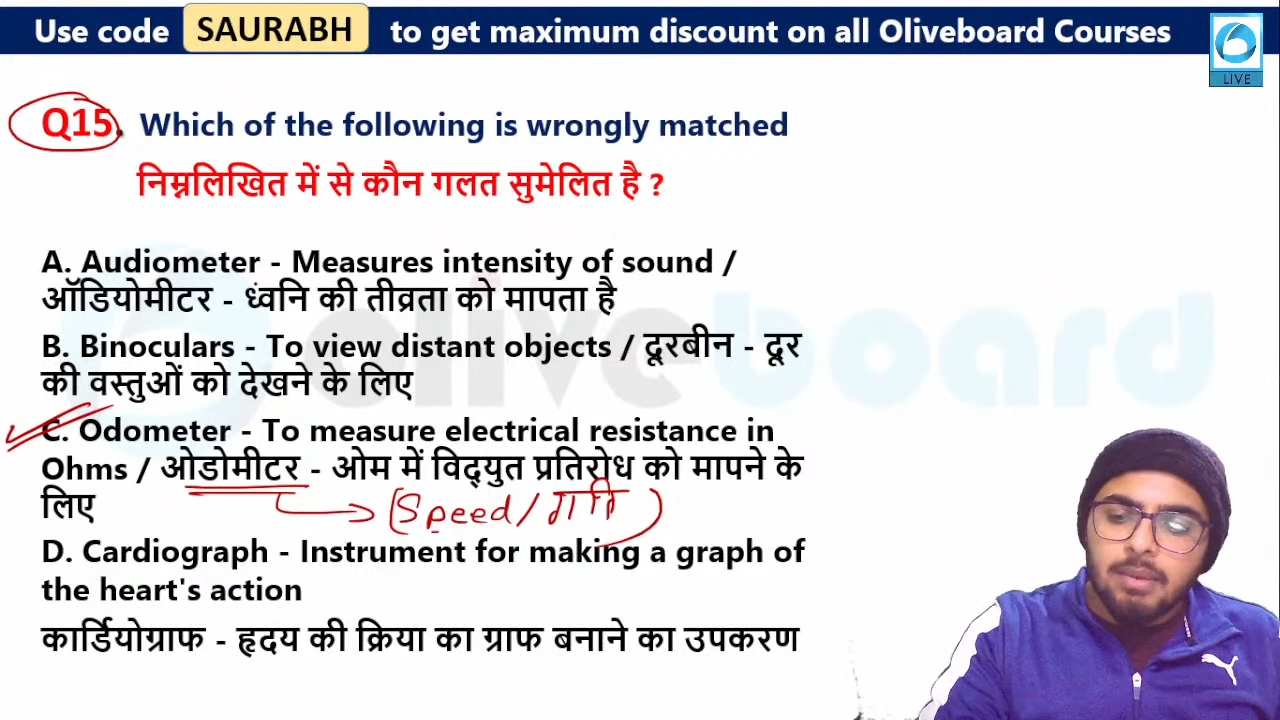 Use code SAURABH to get maximum discount on all Oliveboard Courses
LIVE
Q15. Which of the following is wrongly matched
निम्नलिखित में से कौन गलत सुमेलित है ?
A. Audiometer - Measures intensity of sound /
ऑडियोमीटर - ध्वनि की तीव्रता को मापता है
B. Binoculars - To view distant objects / दूरबीन - दूर
की वस्तुओं को देखने के लिए
C. Odometer - To measure electrical resistance in
Ohms / ओडोमीटर - ओम में विद्युत प्रतिरोध को मापने के
लिए
(Speed / गति)
D. Cardiograph - Instrument for making a graph of
the heart's action
कार्डियोग्राफ - हृदय की क्रिया का ग्राफ बनाने का उपकरण
oliveboard